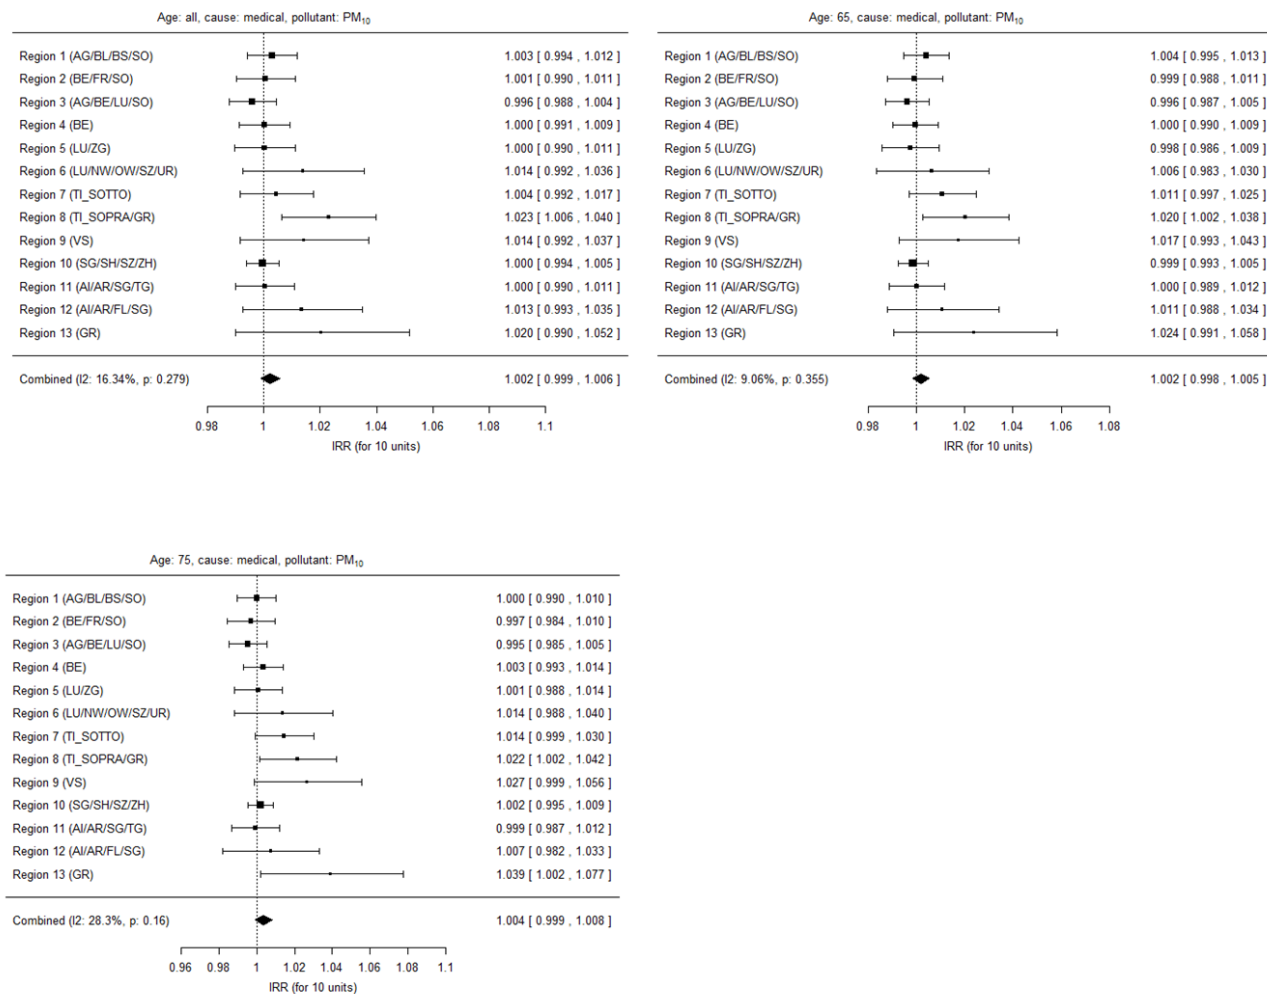 Age: all, cause: medical, pollutant: PM₁₀
Region 1 (AG/BL/BS/SO) 1.003 [ 0.994 , 1.012 ]
Region 2 (BE/FR/SO) 1.001 [ 0.990 , 1.011 ]
Region 3 (AG/BE/LU/SO) 0.996 [ 0.988 , 1.004 ]
Region 4 (BE) 1.000 [ 0.991 , 1.009 ]
Region 5 (LU/ZG) 1.000 [ 0.990 , 1.011 ]
Region 6 (LU/NW/OW/SZ/UR) 1.014 [ 0.992 , 1.036 ]
Region 7 (TI_SOTTO) 1.004 [ 0.992 , 1.017 ]
Region 8 (TI_SOPRA/GR) 1.023 [ 1.006 , 1.040 ]
Region 9 (VS) 1.014 [ 0.992 , 1.037 ]
Region 10 (SG/SH/SZ/ZH) 1.000 [ 0.994 , 1.005 ]
Region 11 (AI/AR/SG/TG) 1.000 [ 0.990 , 1.011 ]
Region 12 (AI/AR/FL/SG) 1.013 [ 0.993 , 1.035 ]
Region 13 (GR) 1.020 [ 0.990 , 1.052 ]
Combined (I2: 16.34%, p: 0.279) 1.002 [ 0.999 , 1.006 ]
0.98 1 1.02 1.04 1.06 1.08 1.1
IRR (for 10 units)
Age: 65, cause: medical, pollutant: PM₁₀
Region 1 (AG/BL/BS/SO) 1.004 [ 0.995 , 1.013 ]
Region 2 (BE/FR/SO) 0.999 [ 0.988 , 1.011 ]
Region 3 (AG/BE/LU/SO) 0.996 [ 0.987 , 1.005 ]
Region 4 (BE) 1.000 [ 0.990 , 1.009 ]
Region 5 (LU/ZG) 0.998 [ 0.986 , 1.009 ]
Region 6 (LU/NW/OW/SZ/UR) 1.006 [ 0.983 , 1.030 ]
Region 7 (TI_SOTTO) 1.011 [ 0.997 , 1.025 ]
Region 8 (TI_SOPRA/GR) 1.020 [ 1.002 , 1.038 ]
Region 9 (VS) 1.017 [ 0.993 , 1.043 ]
Region 10 (SG/SH/SZ/ZH) 0.999 [ 0.993 , 1.005 ]
Region 11 (AI/AR/SG/TG) 1.000 [ 0.989 , 1.012 ]
Region 12 (AI/AR/FL/SG) 1.011 [ 0.988 , 1.034 ]
Region 13 (GR) 1.024 [ 0.991 , 1.058 ]
Combined (I2: 9.06%, p: 0.355) 1.002 [ 0.998 , 1.005 ]
0.98 1 1.02 1.04 1.06 1.08
IRR (for 10 units)
Age: 75, cause: medical, pollutant: PM₁₀
Region 1 (AG/BL/BS/SO) 1.000 [ 0.990 , 1.010 ]
Region 2 (BE/FR/SO) 0.997 [ 0.984 , 1.010 ]
Region 3 (AG/BE/LU/SO) 0.995 [ 0.985 , 1.005 ]
Region 4 (BE) 1.003 [ 0.993 , 1.014 ]
Region 5 (LU/ZG) 1.001 [ 0.988 , 1.014 ]
Region 6 (LU/NW/OW/SZ/UR) 1.014 [ 0.988 , 1.040 ]
Region 7 (TI_SOTTO) 1.014 [ 0.999 , 1.030 ]
Region 8 (TI_SOPRA/GR) 1.022 [ 1.002 , 1.042 ]
Region 9 (VS) 1.027 [ 0.999 , 1.056 ]
Region 10 (SG/SH/SZ/ZH) 1.002 [ 0.995 , 1.009 ]
Region 11 (AI/AR/SG/TG) 0.999 [ 0.987 , 1.012 ]
Region 12 (AI/AR/FL/SG) 1.007 [ 0.982 , 1.033 ]
Region 13 (GR) 1.039 [ 1.002 , 1.077 ]
Combined (I2: 28.3%, p: 0.16) 1.004 [ 0.999 , 1.008 ]
0.96 0.98 1 1.02 1.04 1.06 1.08 1.1
IRR (for 10 units)